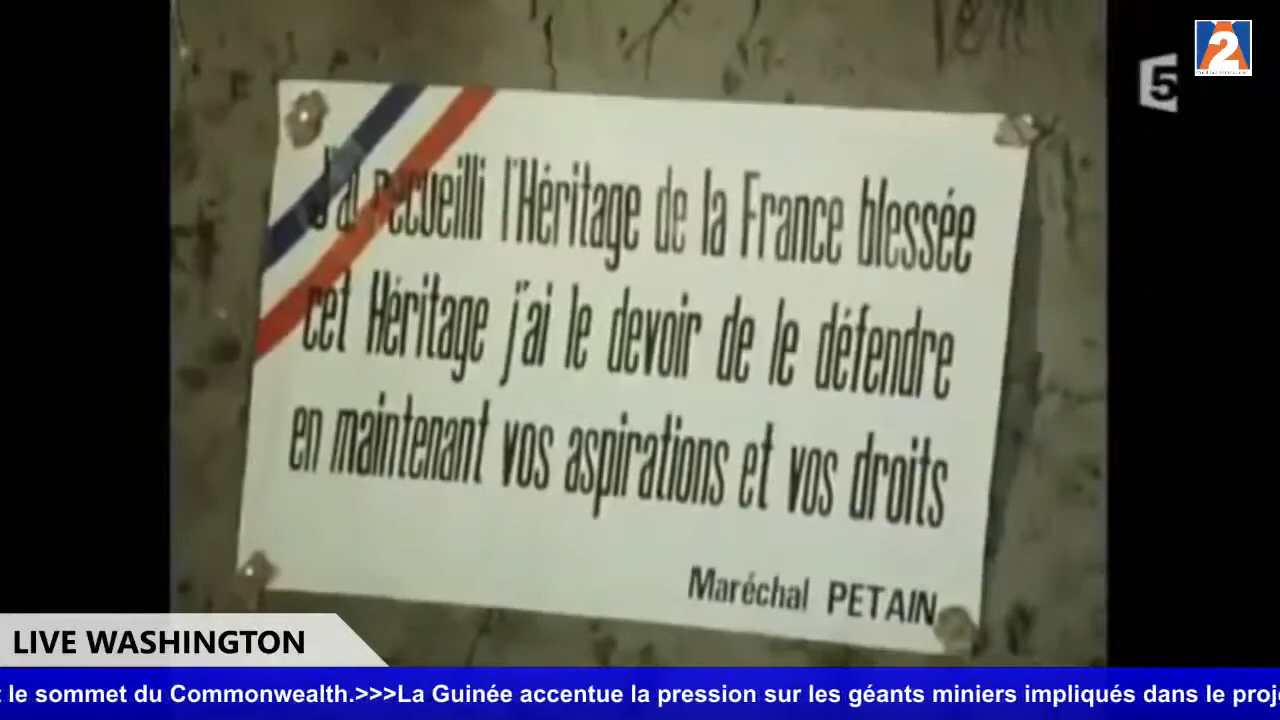 2
5
J'ai recueilli l'Héritage de la France blessée
cet Héritage j'ai le devoir de le défendre
en maintenant vos aspirations et vos droits
Maréchal PETAIN
LIVE WASHINGTON
le sommet du Commonwealth.>>>La Guinée accentue la pression sur les géants miniers impliqués dans le